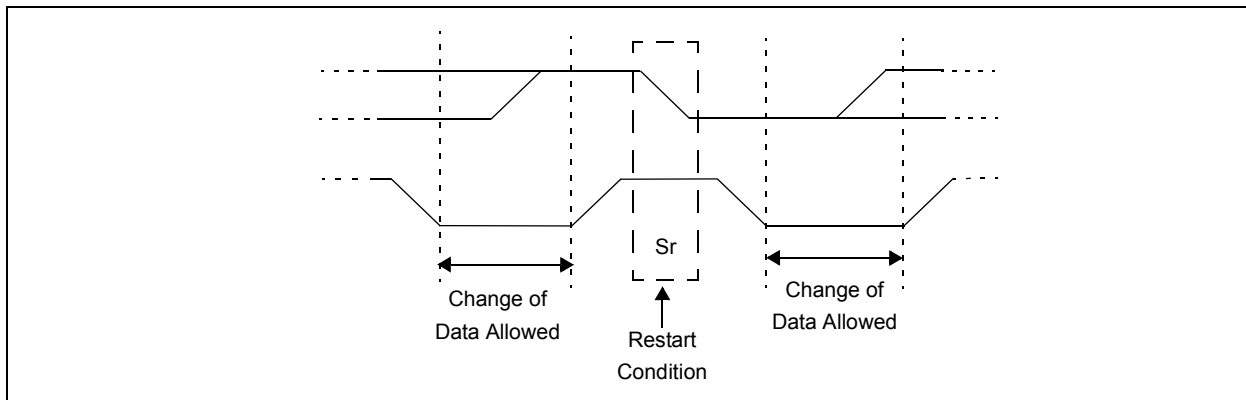 Sr
Change of
Data Allowed
Restart
Condition
Change of
Data Allowed